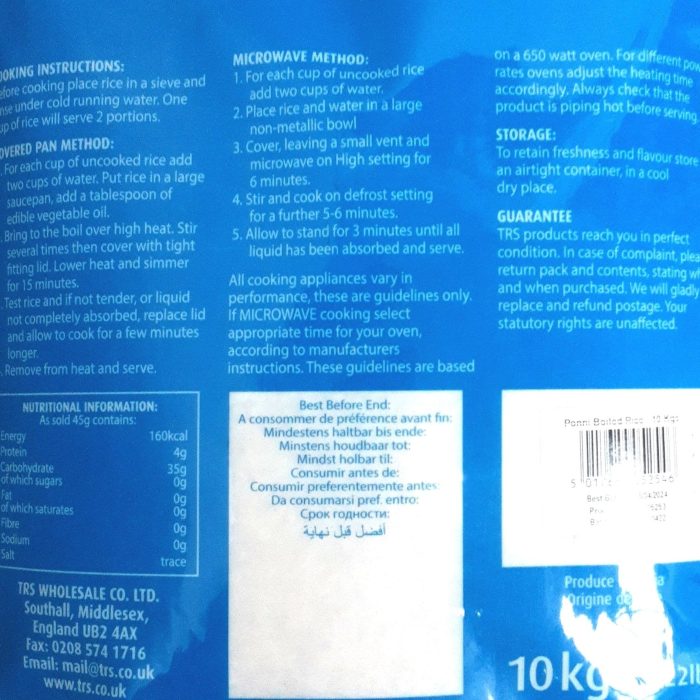 COOKING INSTRUCTIONS:
Before cooking place rice in a sieve and
rinse under cold running water. One
cup of rice will serve 2 portions.
COVERED PAN METHOD:
For each cup of uncooked rice add
two cups of water. Put rice in a large
saucepan, add a tablespoon of
edible vegetable oil.
Bring to the boil over high heat. Stir
several times then cover with tight
fitting lid. Lower heat and simmer
for 15 minutes.
Test rice and if not tender, or liquid
not completely absorbed, replace lid
and allow to cook for a few minutes
longer.
Remove from heat and serve.
NUTRITIONAL INFORMATION:
As sold 45g contains:
Energy 160kcal
Protein 4g
Carbohydrate 35g
of which sugars 0g
Fat 0g
of which saturates 0g
Fibre 0g
Sodium 0g
Salt trace
TRS WHOLESALE CO. LTD.
Southall, Middlesex,
England UB2 4AX
Fax: 0208 574 1716
Email: mail@trs.co.uk
www.trs.co.uk
MICROWAVE METHOD:
1. For each cup of uncooked rice
add two cups of water.
2. Place rice and water in a large
non-metallic bowl
3. Cover, leaving a small vent and
microwave on High setting for
6 minutes.
4. Stir and cook on defrost setting
for a further 5-6 minutes.
5. Allow to stand for 3 minutes until all
liquid has been absorbed and serve.
All cooking appliances vary in
performance, these are guidelines only.
If MICROWAVE cooking select
appropriate time for your oven,
according to manufacturers
instructions. These guidelines are based
Best Before End:
A consommer de préférence avant fin:
Mindestens haltbar bis ende:
Minstens houdbaar tot:
Mindst holbar til:
Consumir antes de:
Consumir preferentemente antes:
Da consumarsi pref. entro:
Срок годности:
أفضل قبل نهاية
on a 650 watt oven. For different pow
rates ovens adjust the heating time
accordingly. Always check that the
product is piping hot before serving.
STORAGE:
To retain freshness and flavour store
an airtight container, in a cool
dry place.
GUARANTEE
TRS products reach you in perfect
condition. In case of complaint, plea
return pack and contents, stating w
and when purchased. We will gladly
replace and refund postage. Your
statutory rights are unaffected.
Ponni Boiled Rice 10 Kgs
Best
Produce
Origine
10 kg